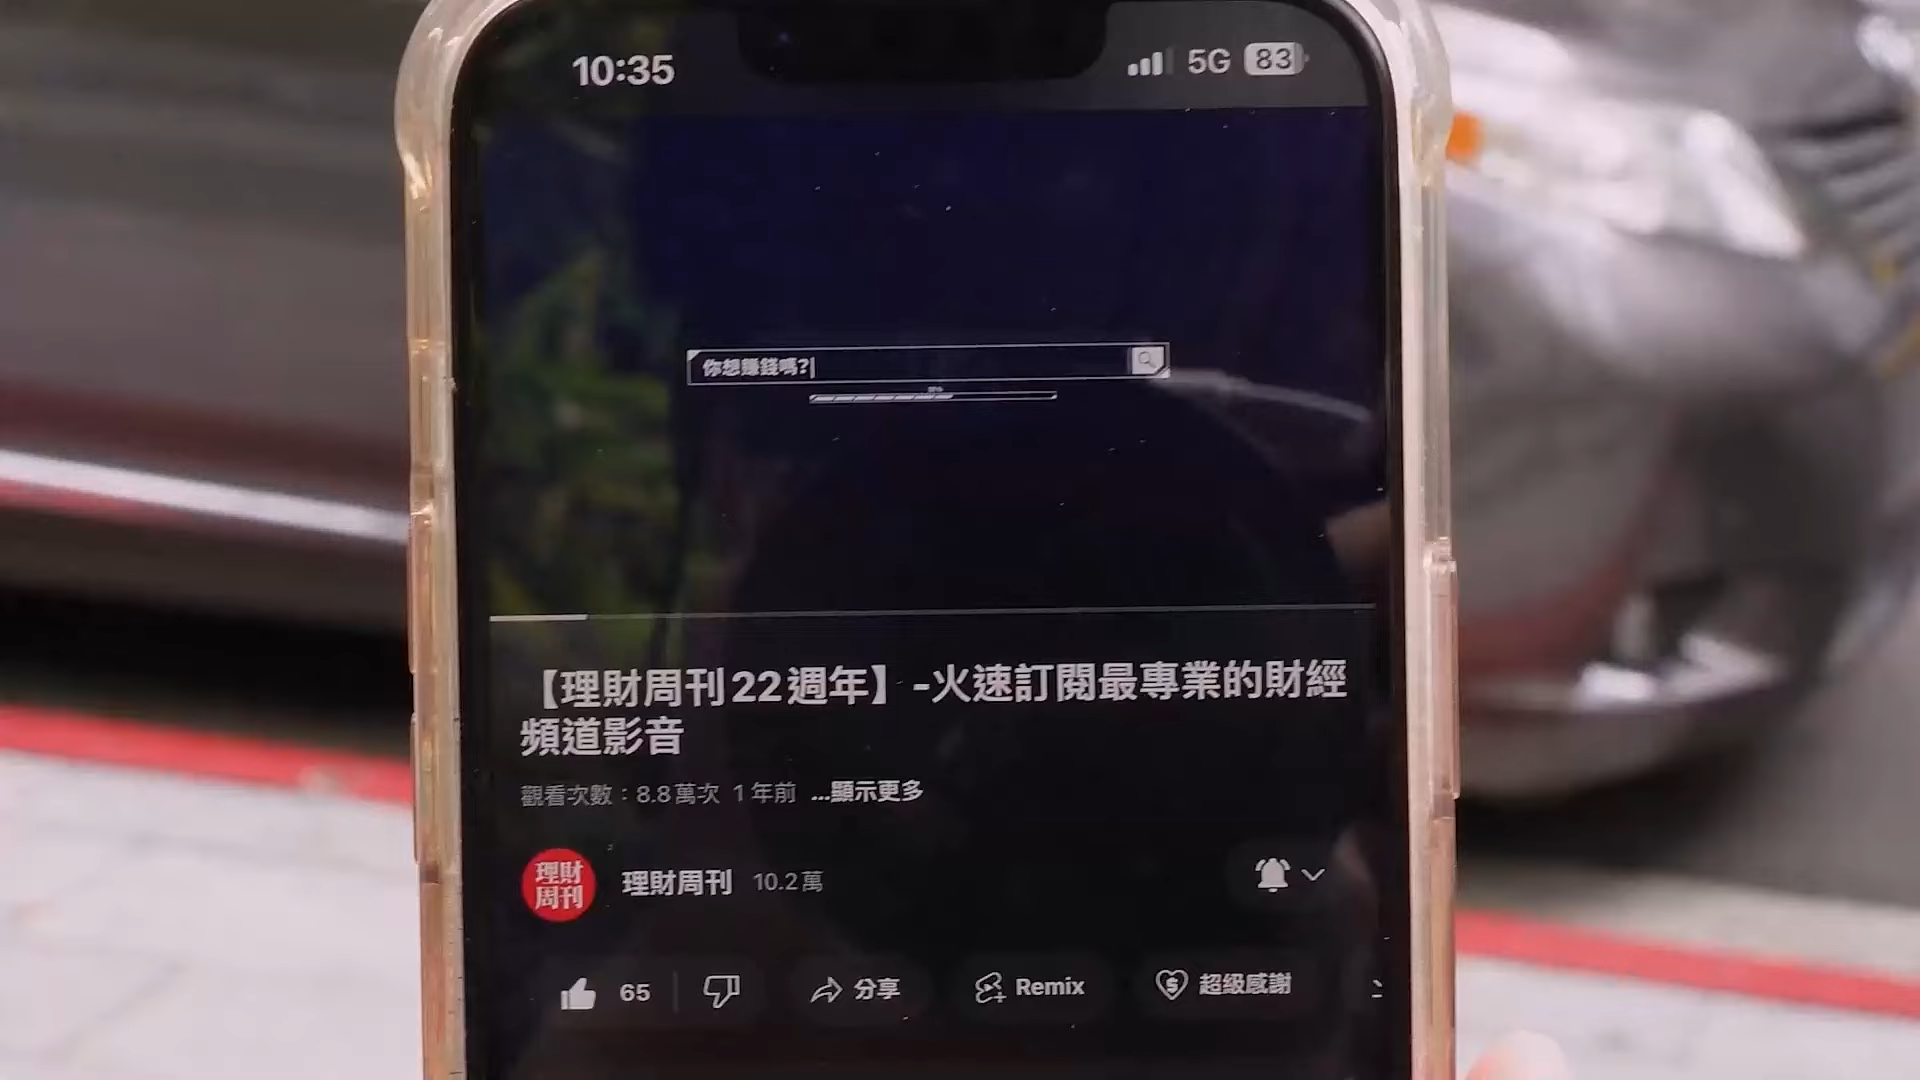 10:35
5G 83
你想賺錢嗎?
【理財周刊22週年】-火速訂閱最專業的財經
頻道影音
觀看次數：8.8萬次 1年前 ...顯示更多
理財
周刊
理財周刊 10.2萬
65 分享 Remix 超級感謝